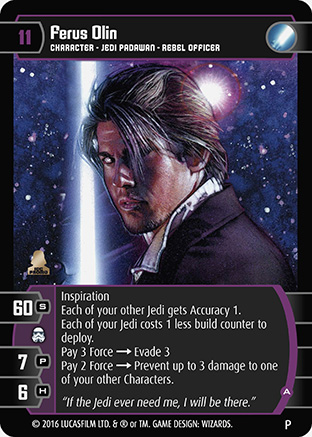 11
Ferus Olin
CHARACTER - JEDI PADAWAN - REBEL OFFICER
60 S
7 P
6 H
Inspiration
Each of your other Jedi gets Accuracy 1.
Each of your Jedi costs 1 less build counter to
deploy.
Pay 3 Force → Evade 3
Pay 2 Force → Prevent up to 3 damage to one
of your other Characters.
"If the Jedi ever need me, I will be there."
A
© 2016 LUCASFILM LTD. & ® or TM. GAME DESIGN: WIZARDS.
P